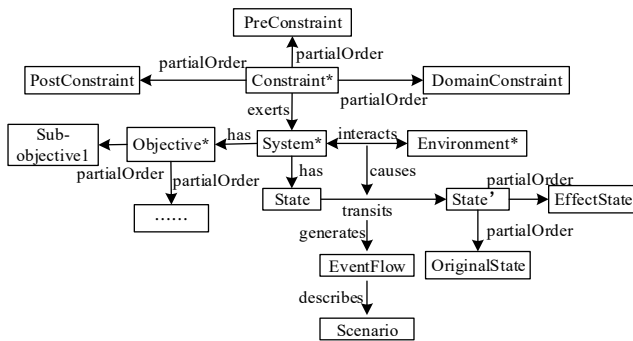 PreConstraint
partialOrder
partialOrder
PostConstraint
Constraint*
DomainConstraint
partialOrder
exerts
Sub-
objective1
Objective*
has
System*
interacts
Environment*
partialOrder
partialOrder
has
causes
……
State
transits
State’
partialOrder
EffectState
generates
partialOrder
EventFlow
OriginalState
describes
Scenario